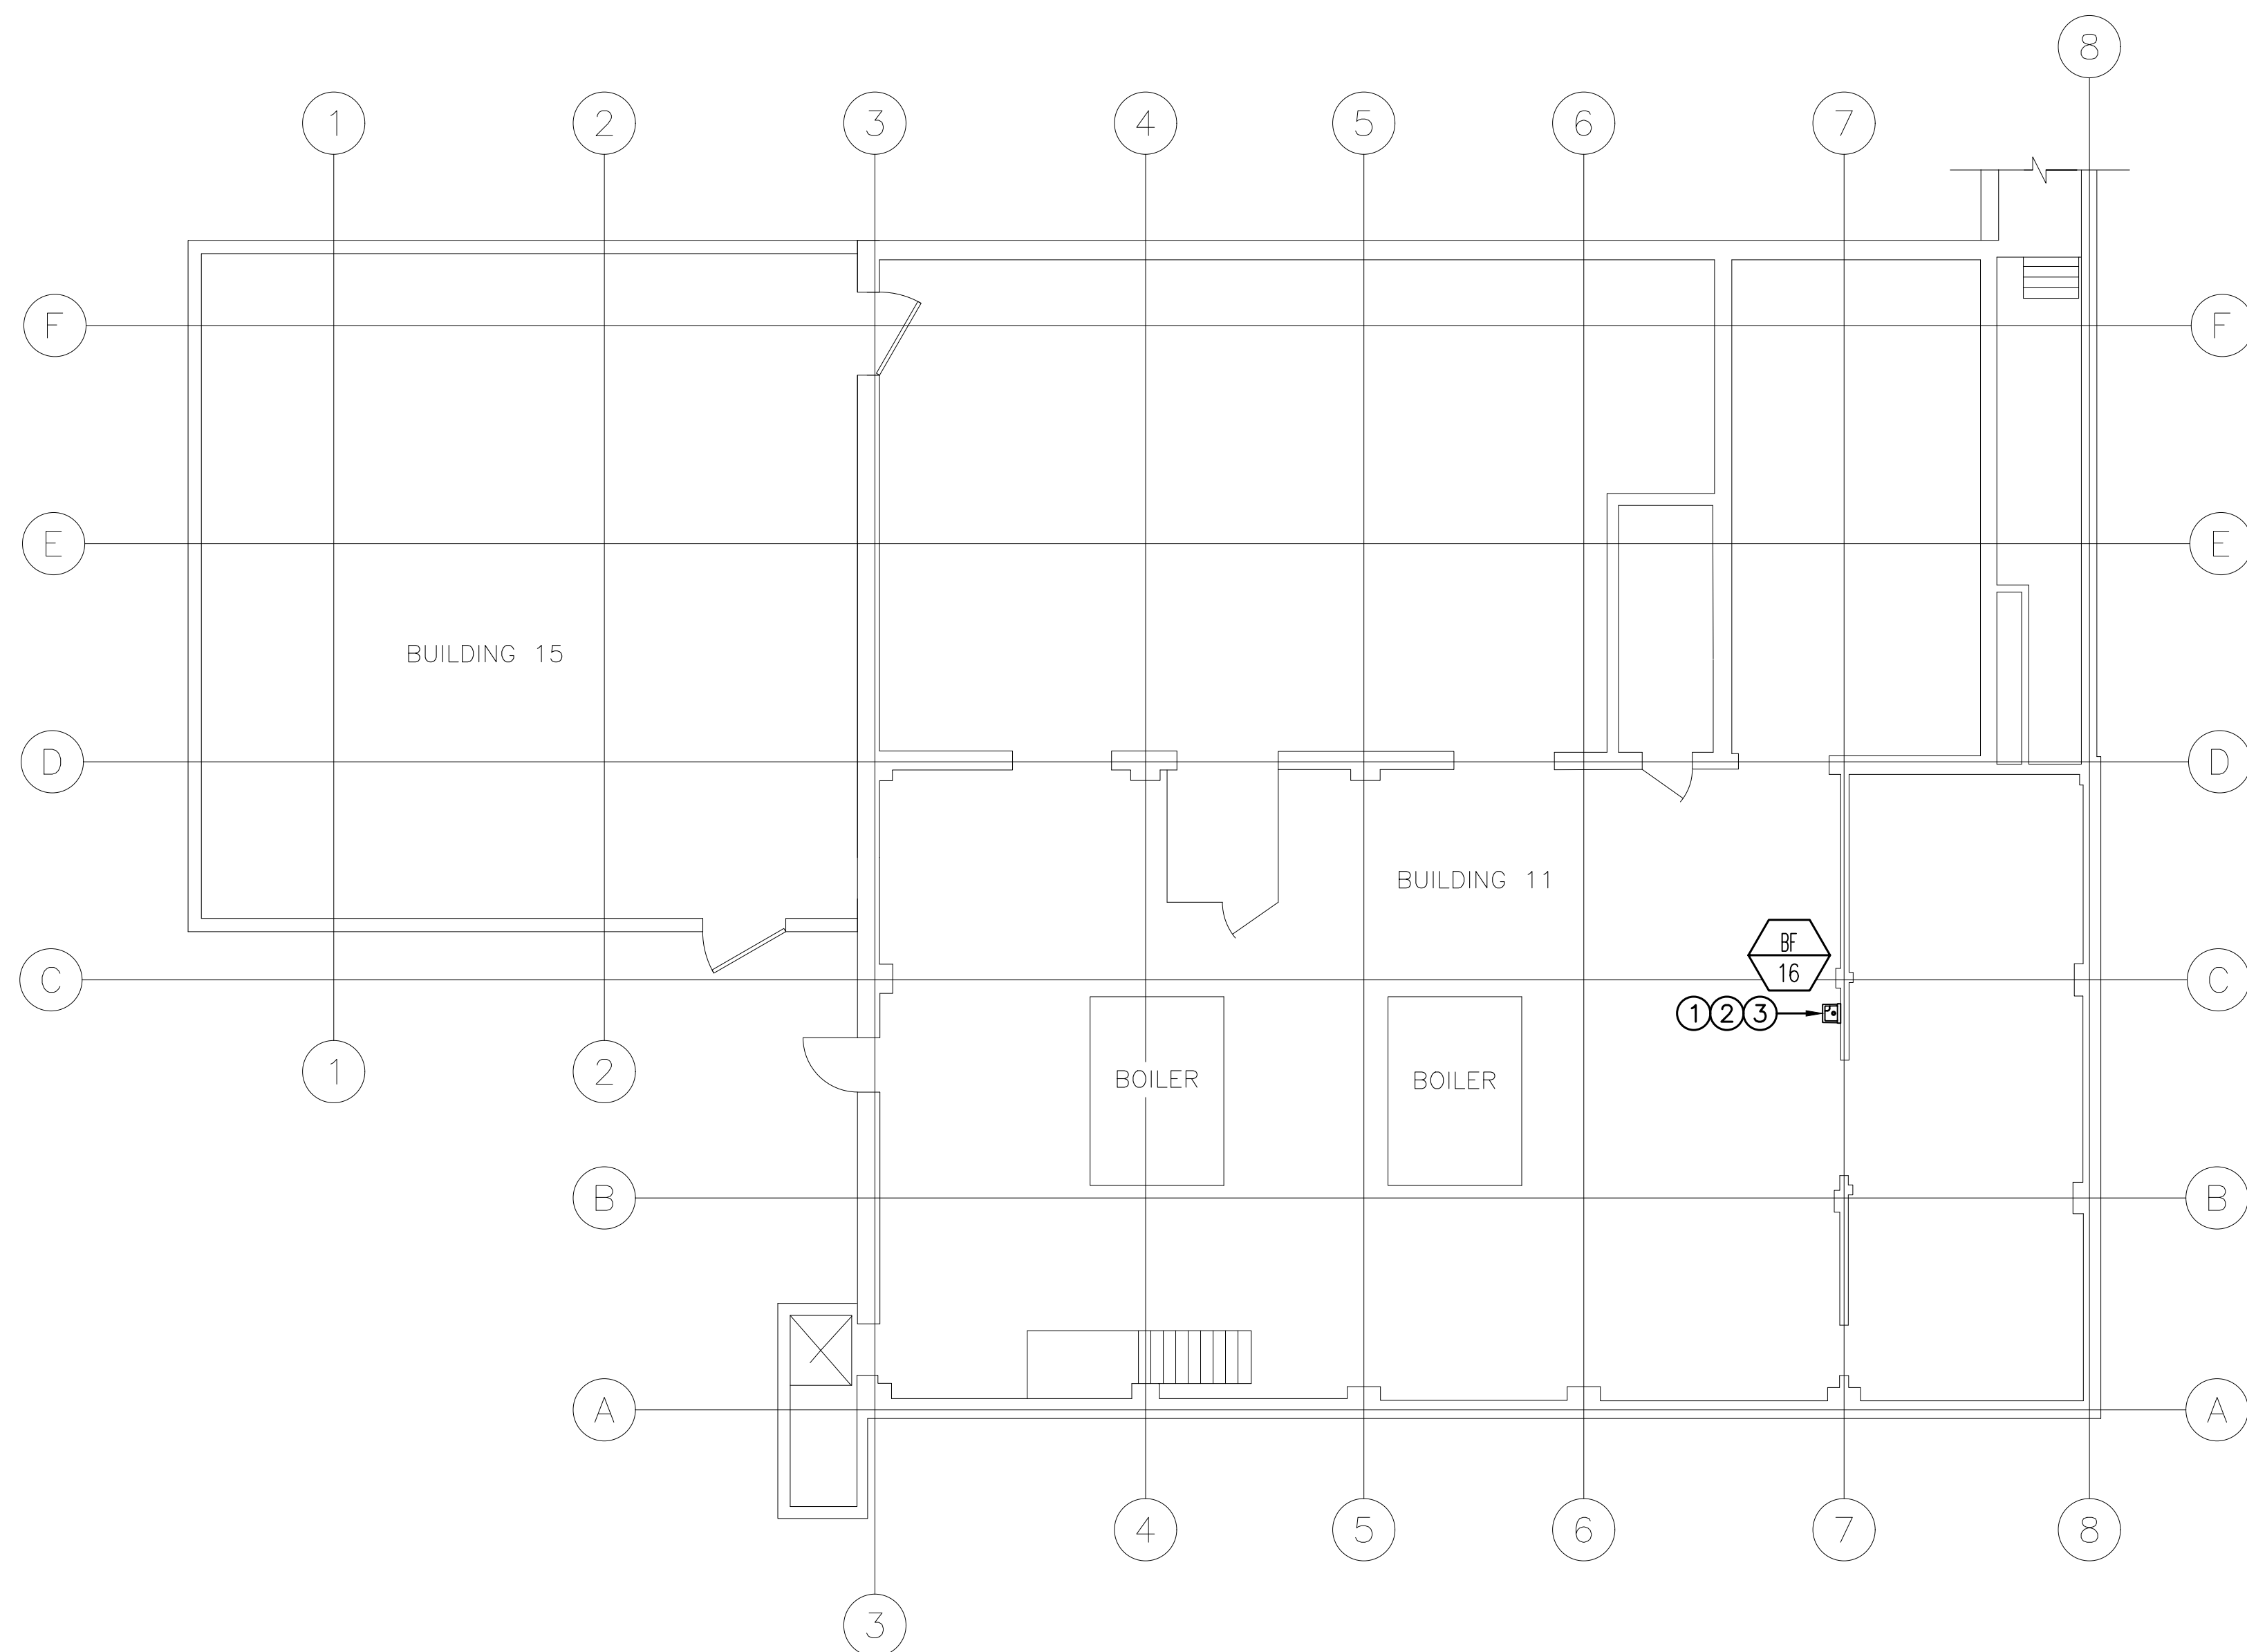 8
1 2 3 4 5 6 7
F F
E E
BUILDING 15
D D
BUILDING 11
BF
16
C C
1 2 3
1 2
BOILER BOILER
B B
A A
4 5 6 7 8
3